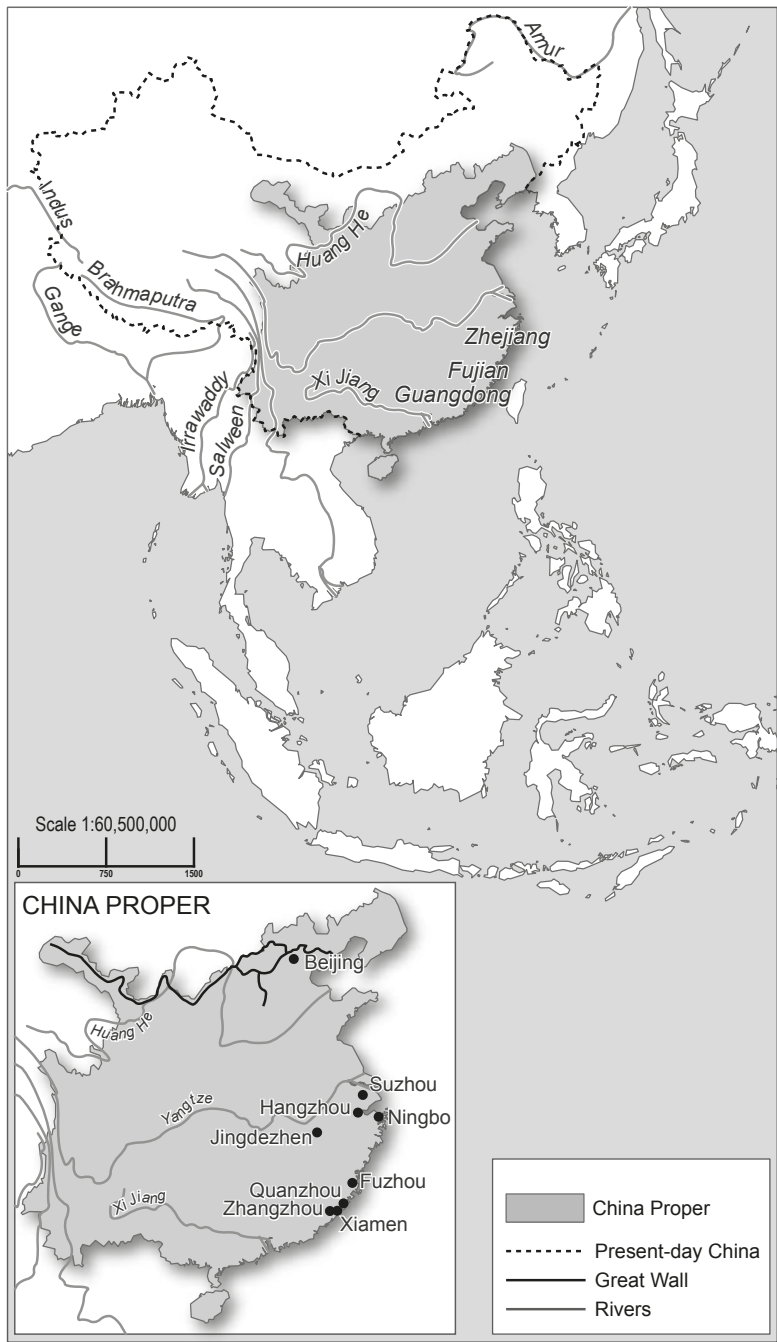 Amur
Indus
Huang He
Brahmaputra
Gange
Zhejiang
Xi Jiang
Fujian
Guangdong
Irrawaddy
Salween
Scale 1:60,500,000
0 750 1500
CHINA PROPER
Beijing
Huang He
Suzhou
Yangtze
Hangzhou
Ningbo
Jingdezhen
Fuzhou
Quanzhou
Xi Jiang
Zhangzhou
Xiamen
China Proper
Present-day China
Great Wall
Rivers